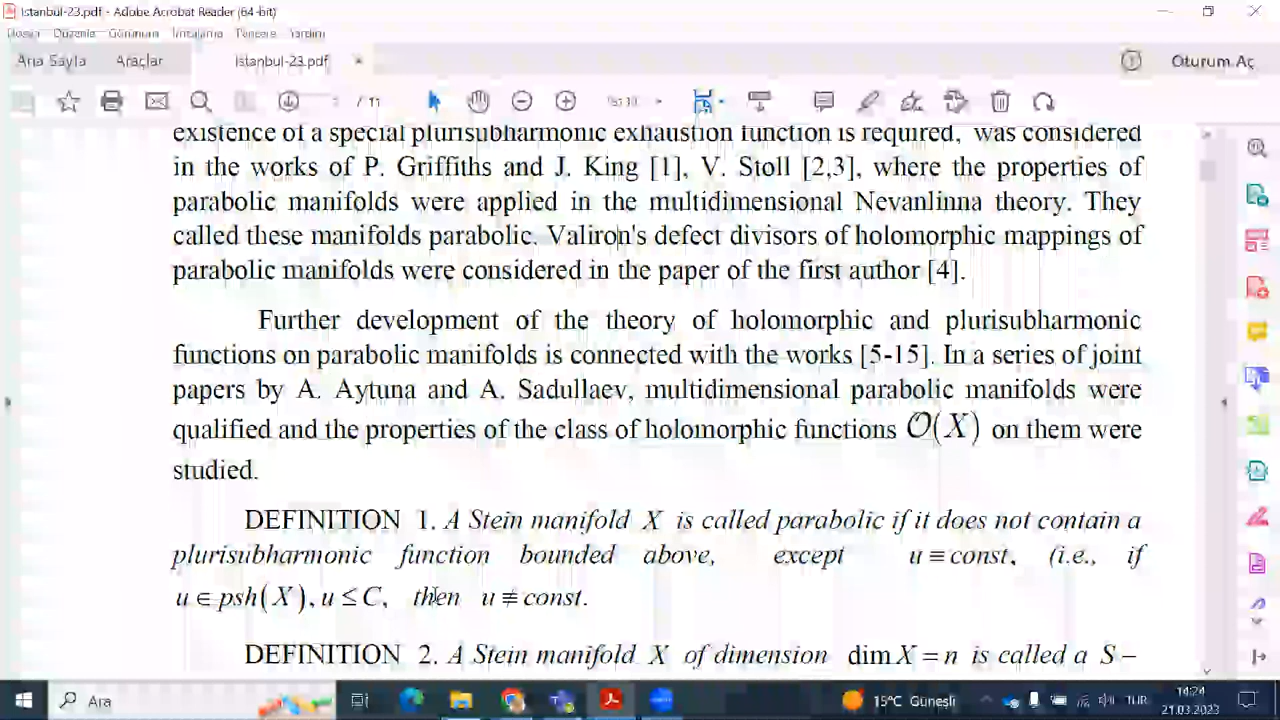 Istanbul-23.pdf - Adobe Acrobat Reader (64-bit)
Dosya Düzenle Görünüm İmzalama Pencere Yardım
Ana Sayfa Araçlar Istanbul-23.pdf × Oturum Aç
/ 11
existence of a special plurisubharmonic exhaustion function is required, was considered
in the works of P. Griffiths and J. King [1], V. Stoll [2,3], where the properties of
parabolic manifolds were applied in the multidimensional Nevanlinna theory. They
called these manifolds parabolic. Valiron's defect divisors of holomorphic mappings of
parabolic manifolds were considered in the paper of the first author [4].
Further development of the theory of holomorphic and plurisubharmonic
functions on parabolic manifolds is connected with the works [5-15]. In a series of joint
papers by A. Aytuna and A. Sadullaev, multidimensional parabolic manifolds were
qualified and the properties of the class of holomorphic functions O(X) on them were
studied.
DEFINITION 1. A Stein manifold X is called parabolic if it does not contain a
plurisubharmonic function bounded above, except u ≡ const, (i.e., if
u ∈ psh(X), u ≤ C, then u ≢ const.
DEFINITION 2. A Stein manifold X of dimension dim X = n is called a S –
Ara
15°C Güneşli
TUR
14:24
21.03.2023